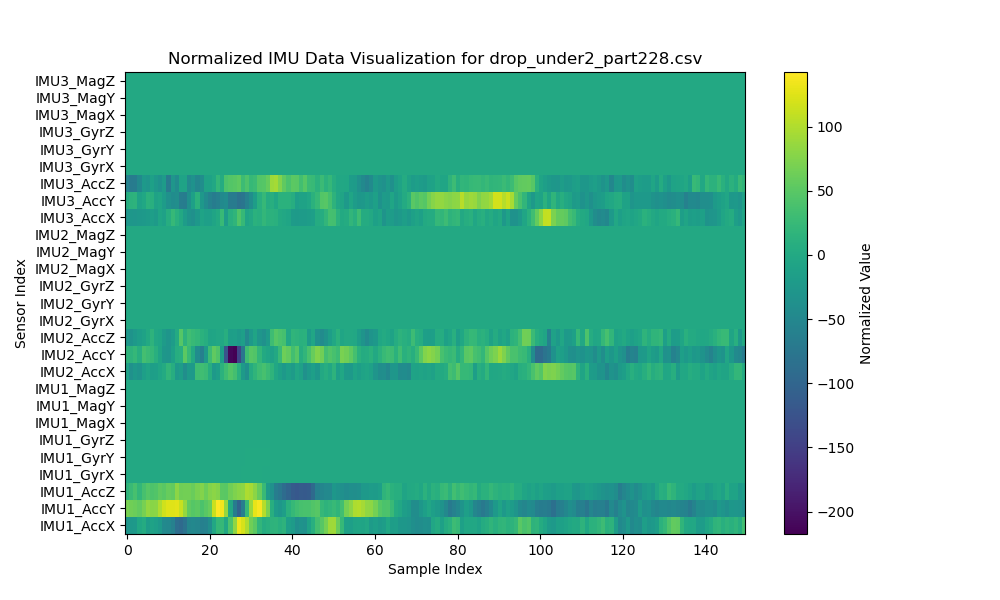 Normalized IMU Data Visualization for drop_under2_part228.csv
IMU3_MagZ
IMU3_MagY
IMU3_MagX
IMU3_GyrZ
IMU3_GyrY
IMU3_GyrX
IMU3_AccZ
IMU3_AccY
IMU3_AccX
IMU2_MagZ
IMU2_MagY
IMU2_MagX
IMU2_GyrZ
IMU2_GyrY
IMU2_GyrX
IMU2_AccZ
IMU2_AccY
IMU2_AccX
IMU1_MagZ
IMU1_MagY
IMU1_MagX
IMU1_GyrZ
IMU1_GyrY
IMU1_GyrX
IMU1_AccZ
IMU1_AccY
IMU1_AccX
Sensor Index
0 20 40 60 80 100 120 140
Sample Index
100
50
0
−50
−100
−150
−200
Normalized Value